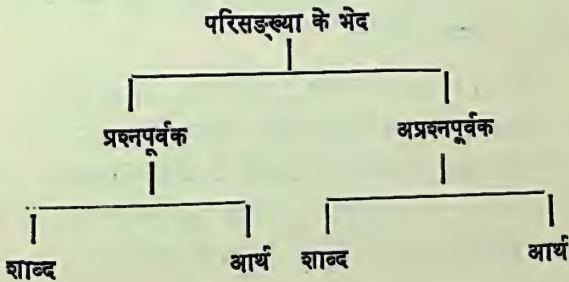 परिसङ्ख्या के भेद
प्रश्नपूर्वक अप्रश्नपूर्वक
शाब्द आर्थ शाब्द आर्थ